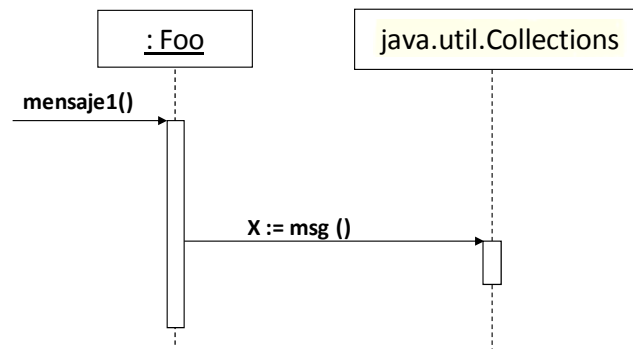 : Foo
java.util.Collections
mensaje1()
X := msg ()